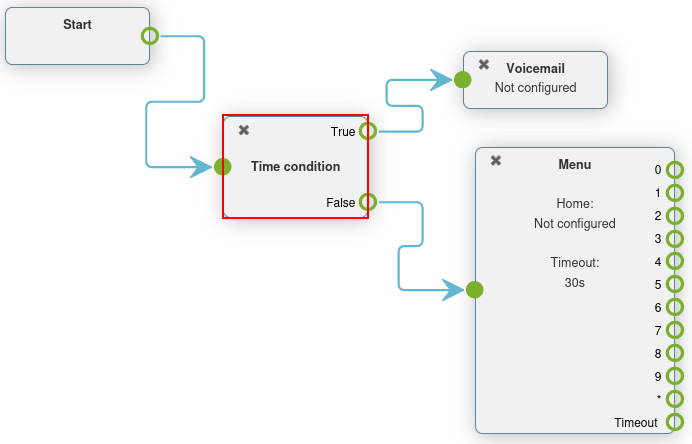 Start
Voicemail
Not configured
True
Time condition
False
Menu
Home:
Not configured
Timeout:
30s
0
1
2
3
4
5
6
7
8
9
*
Timeout